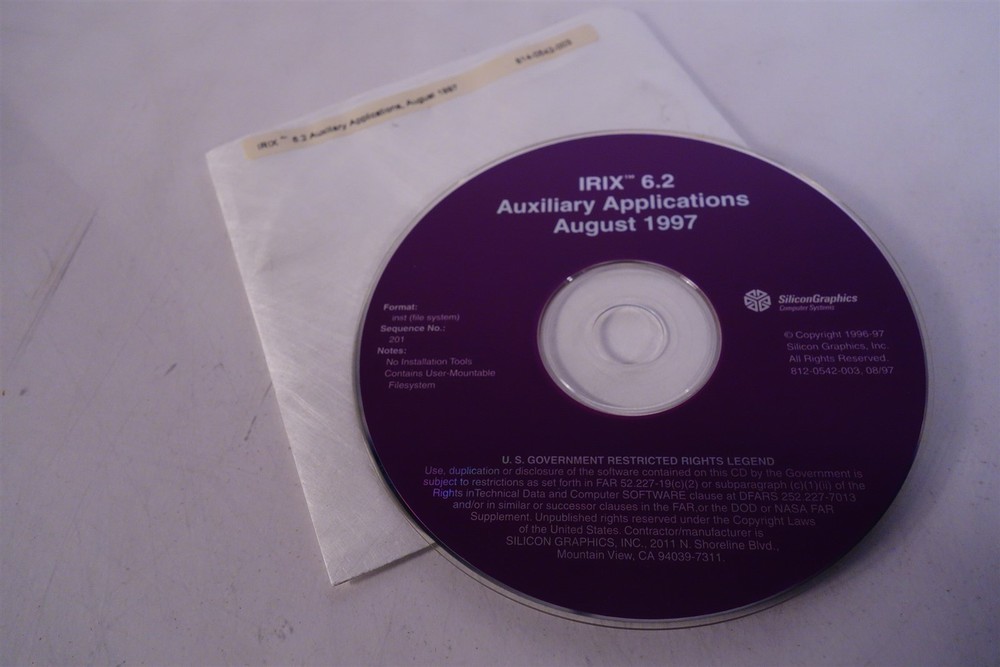 IRIX™ 6.2 Auxiliary Applications, August 1997
814-0542-003
IRIX™ 6.2
Auxiliary Applications
August 1997
Format:
inst (file system)
Sequence No.:
201
Notes:
No Installation Tools
Contains User-Mountable
Filesystem
SiliconGraphics
Computer Systems
© Copyright 1996-97
Silicon Graphics, Inc.
All Rights Reserved.
812-0542-003, 08/97
U. S. GOVERNMENT RESTRICTED RIGHTS LEGEND
Use, duplication or disclosure of the software contained on this CD by the Government is
subject to restrictions as set forth in FAR 52.227-19(c)(2) or subparagraph (c)(1)(ii) of the
Rights inTechnical Data and Computer SOFTWARE clause at DFARS 252.227-7013
and/or in similar or successor clauses in the FAR,or the DOD or NASA FAR
Supplement. Unpublished rights reserved under the Copyright Laws
of the United States. Contractor/manufacturer is
SILICON GRAPHICS, INC., 2011 N. Shoreline Blvd.,
Mountain View, CA 94039-7311.